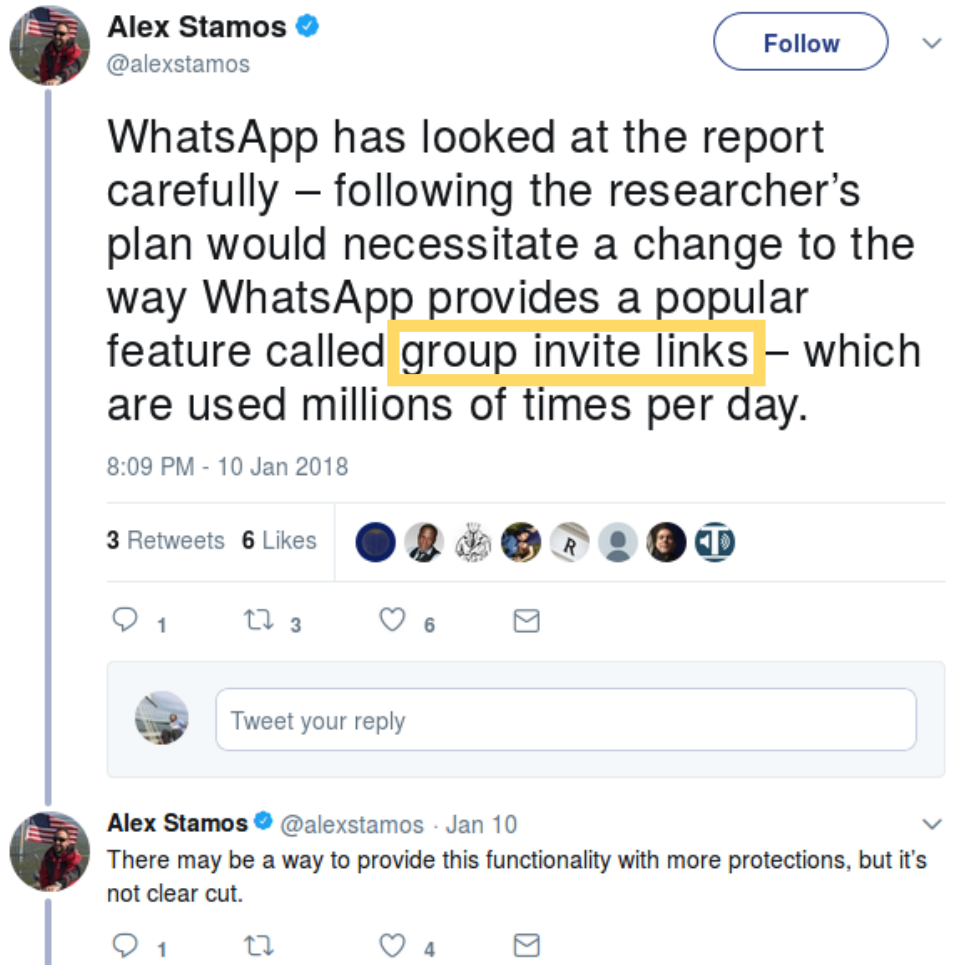 Alex Stamos
@alexstamos
Follow
WhatsApp has looked at the report
carefully – following the researcher's
plan would necessitate a change to the
way WhatsApp provides a popular
feature called group invite links – which
are used millions of times per day.
8:09 PM - 10 Jan 2018
3 Retweets 6 Likes
R
1 3 6
Tweet your reply
Alex Stamos @alexstamos · Jan 10
There may be a way to provide this functionality with more protections, but it's
not clear cut.
1 4